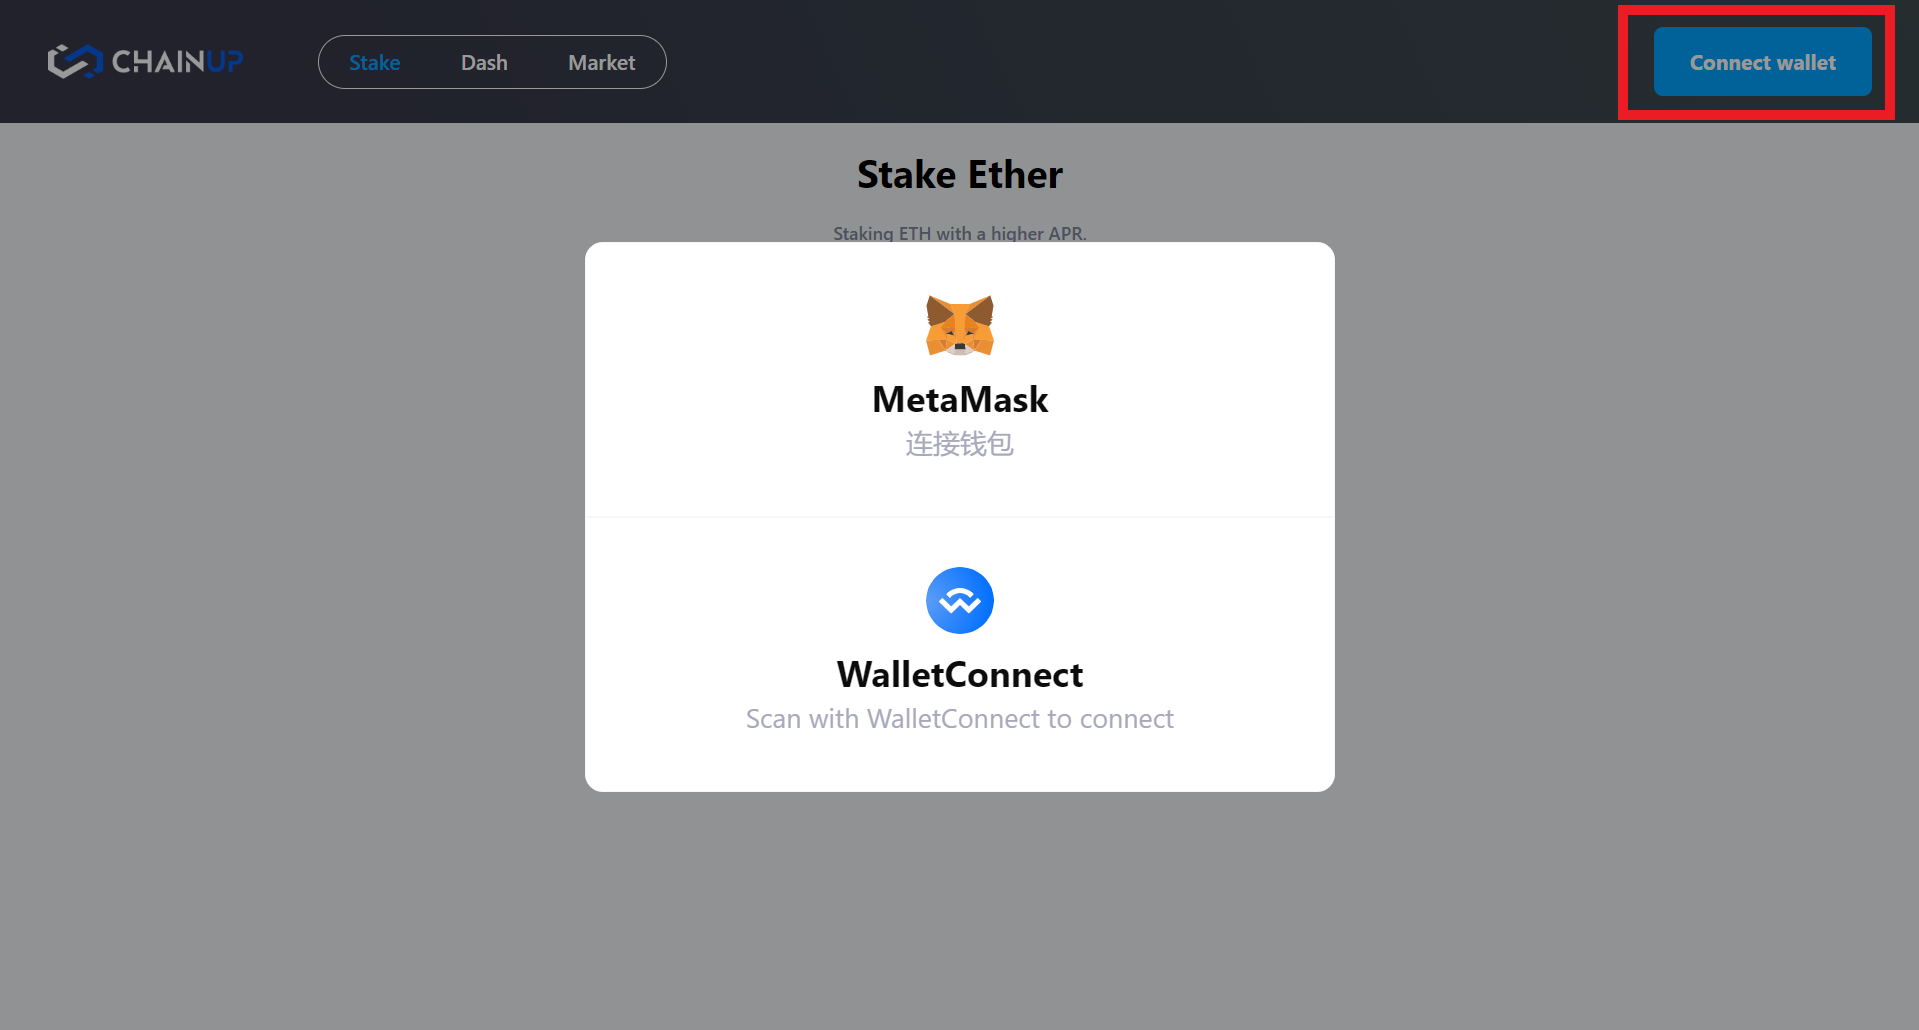 CHAINUP
Stake Dash Market
Connect wallet
Stake Ether
Staking ETH with a higher APR.
MetaMask
连接钱包
WalletConnect
Scan with WalletConnect to connect